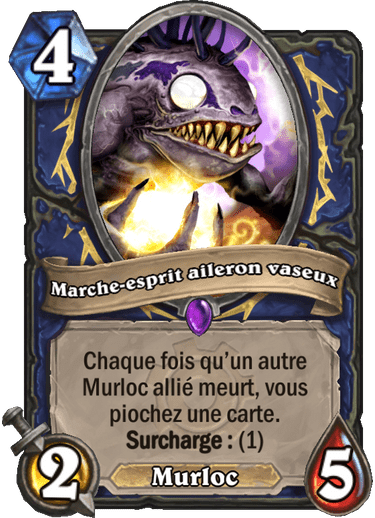 4
Marche-esprit aileron vaseux
Chaque fois qu'un autre
Murloc allié meurt, vous
piochez une carte.
Surcharge : (1)
2
Murloc
5